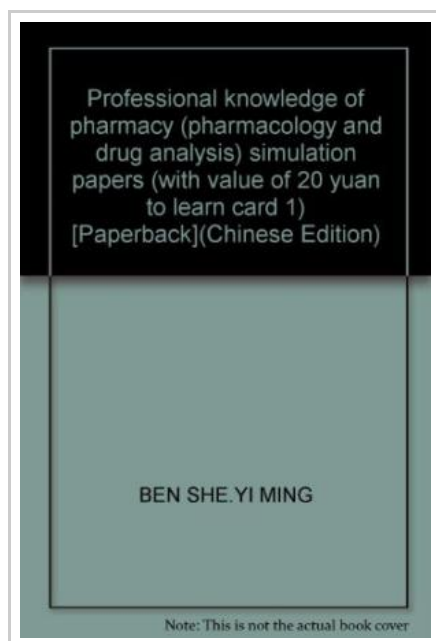 Professional knowledge of
pharmacy (pharmacology and
drug analysis) simulation
papers (with value of 20 yuan
to learn card 1)
[Paperback](Chinese Edition)
BEN SHE.YI MING
Note: This is not the actual book cover